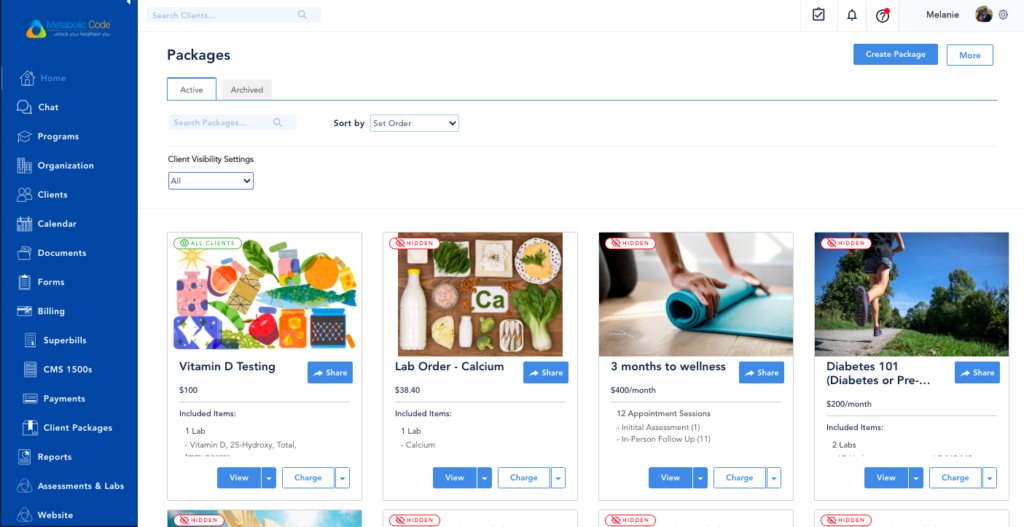 Metabolic Code
unlock your healthiest you
Home
Chat
Programs
Organization
Clients
Calendar
Documents
Forms
Billing
Superbills
CMS 1500s
Payments
Client Packages
Reports
Assessments & Labs
Website
Search Clients...
Melanie
Packages
Create Package
More
Active
Archived
Search Packages...
Sort by
Set Order
Client Visibility Settings
All
ALL CLIENTS
Vitamin D Testing
Share
$100
Included Items:
1 Lab
- Vitamin D, 25-Hydroxy, Total,
View
Charge
HIDDEN
Ca
Lab Order - Calcium
Share
$38.40
Included Items:
1 Lab
- Calcium
View
Charge
HIDDEN
3 months to wellness
Share
$400/month
12 Appointment Sessions
- Initital Assessment (1)
- In-Person Follow Up (11)
View
Charge
HIDDEN
Diabetes 101
(Diabetes or Pre-...
Share
$200/month
Included Items:
2 Labs
View
Charge
HIDDEN
HIDDEN
HIDDEN
HIDDEN